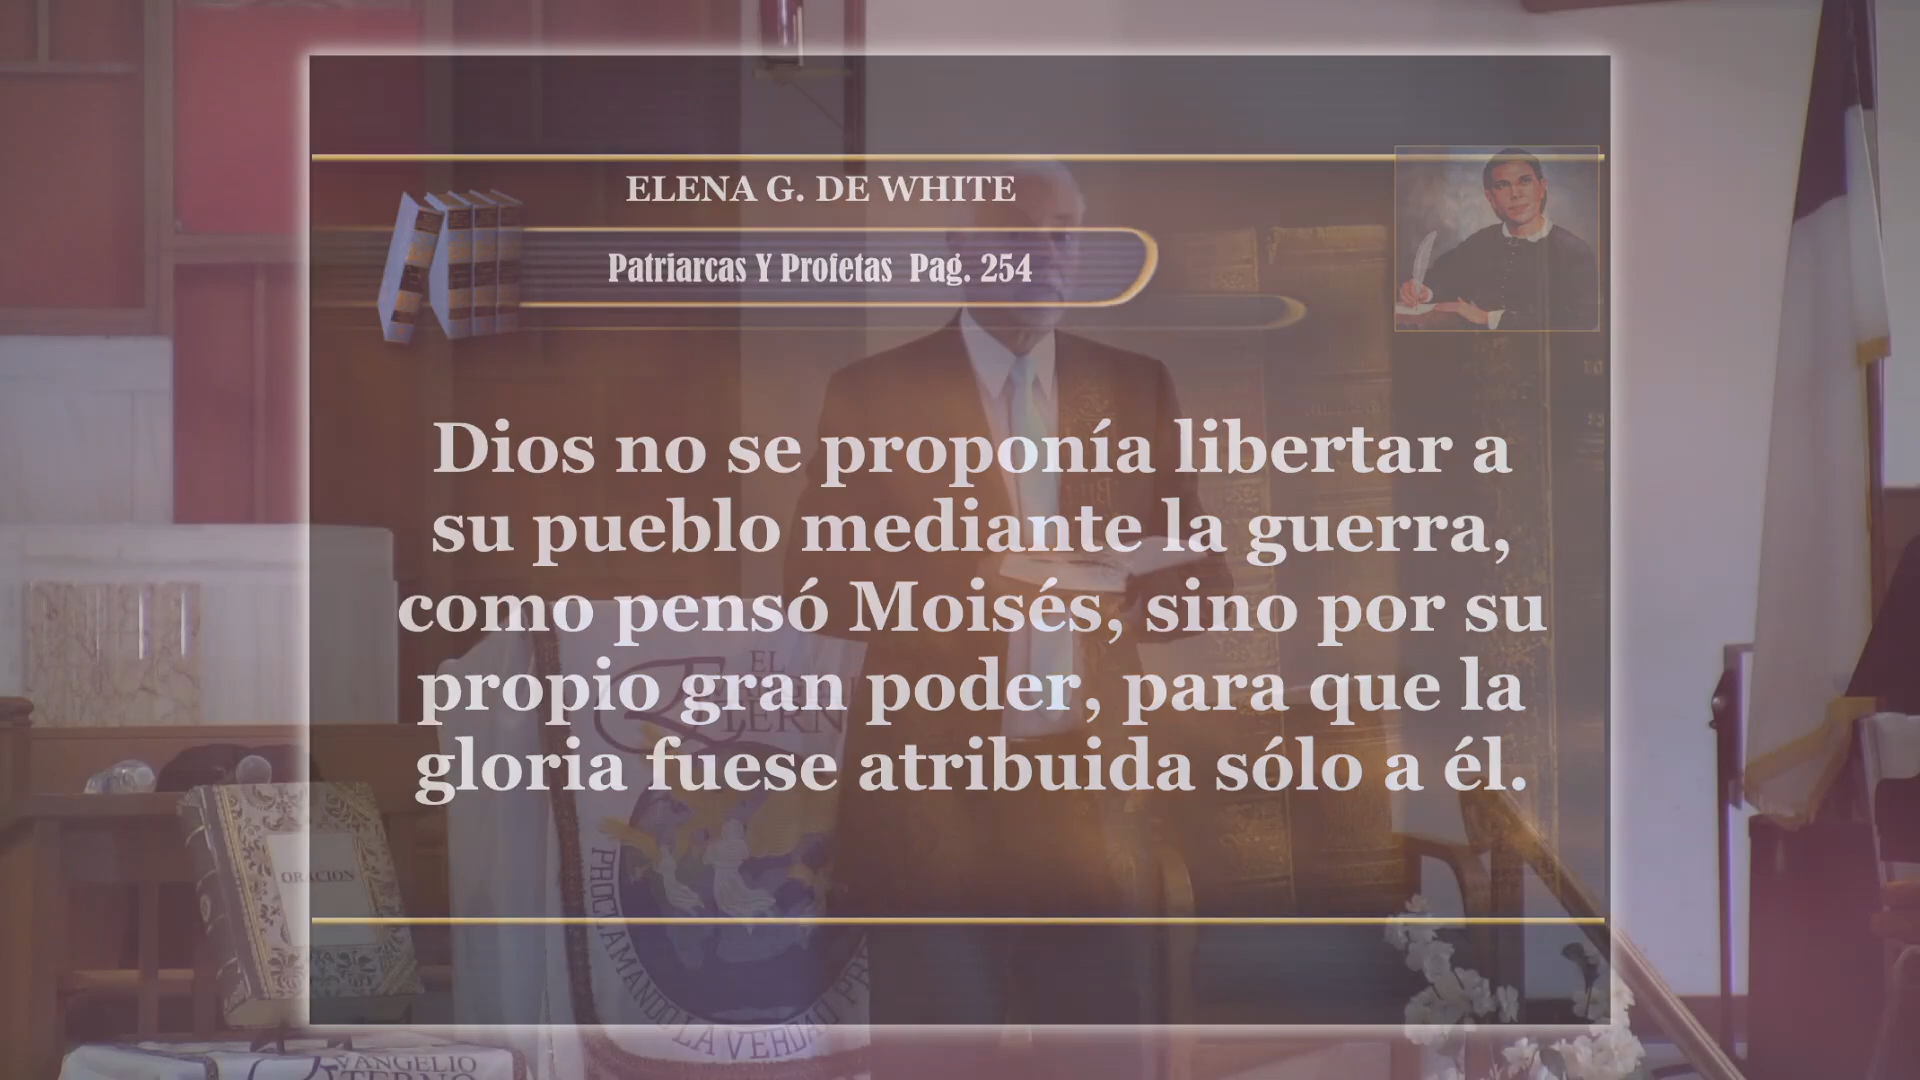 ELENA G. DE WHITE
Patriarcas Y Profetas Pag. 254
Dios no se proponía libertar a
su pueblo mediante la guerra,
como pensó Moisés, sino por su
propio gran poder, para que la
gloria fuese atribuida sólo a él.
EL
ORACION
PROCLAMANDO LA VERDAD
EVANGELIO
ETERNO